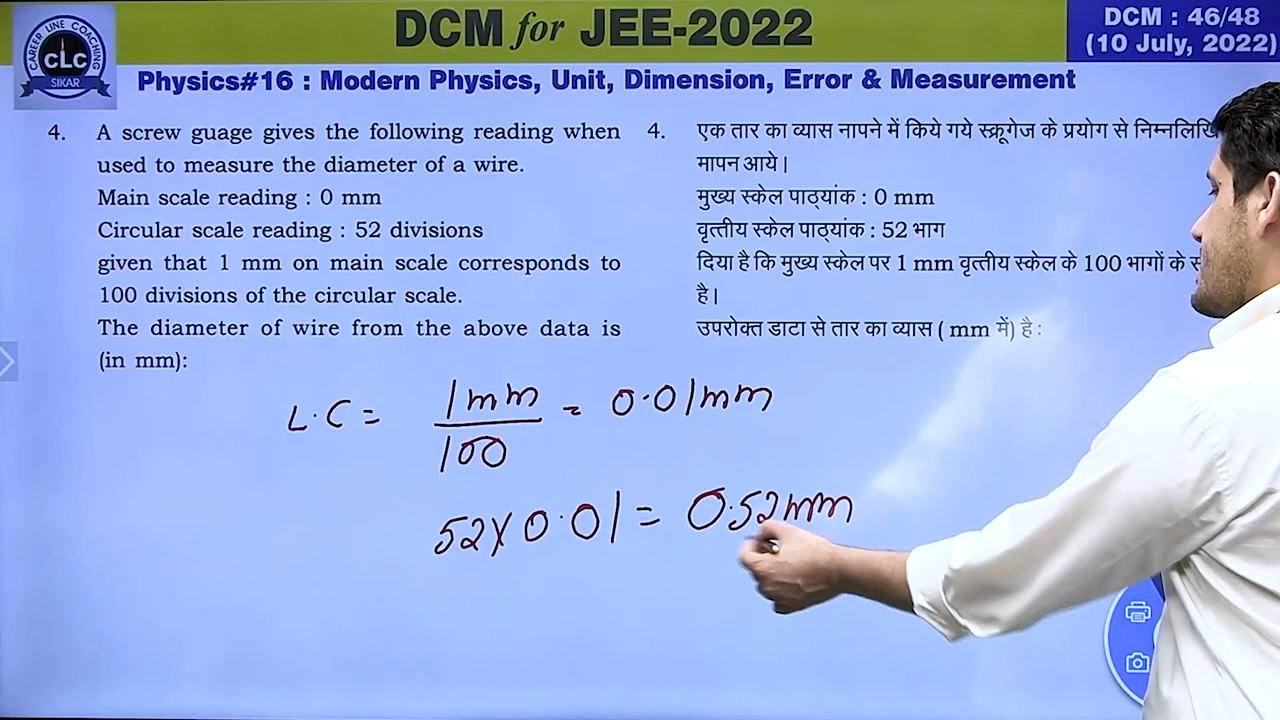 DCM for JEE-2022
DCM : 46/48
(10 July, 2022)
CAREER LINE COACHING
CLC
SIKAR
Physics#16 : Modern Physics, Unit, Dimension, Error & Measurement
4. A screw guage gives the following reading when
used to measure the diameter of a wire.
Main scale reading : 0 mm
Circular scale reading : 52 divisions
given that 1 mm on main scale corresponds to
100 divisions of the circular scale.
The diameter of wire from the above data is
(in mm):
4. एक तार का व्यास नापने में किये गये स्क्रूगेज के प्रयोग से
मापन आये।
मुख्य स्केल पाठ्यांक : 0 mm
वृत्तीय स्केल पाठ्यांक : 52 भाग
दिया है कि मुख्य स्केल पर 1 mm वृत्तीय स्केल के 100 भागों के
है।
उपरोक्त डाटा से तार का व्यास ( mm में) है :
L.C = 1mm/100 = 0.01mm
52x0.01 = 0.52mm